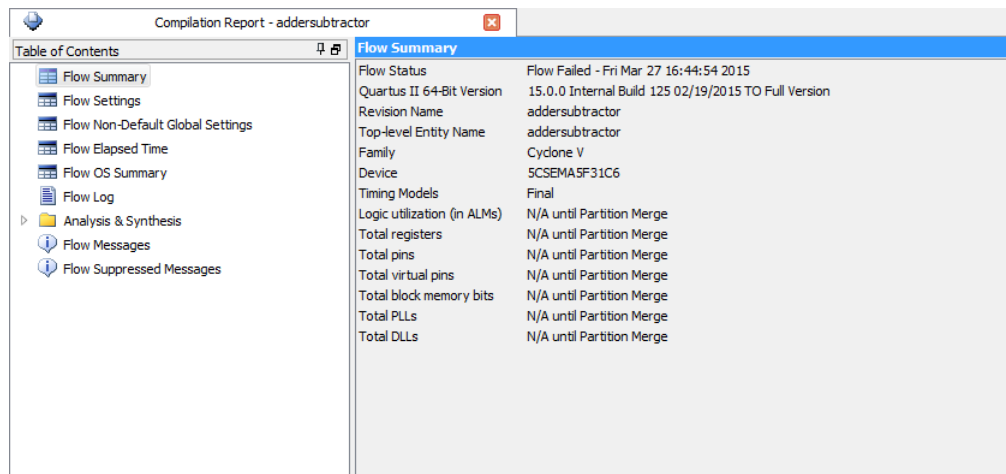 Compilation Report - addersubtractor
Table of Contents
Flow Summary
Flow Settings
Flow Non-Default Global Settings
Flow Elapsed Time
Flow OS Summary
Flow Log
Analysis & Synthesis
Flow Messages
Flow Suppressed Messages
Flow Summary
Flow Status Flow Failed - Fri Mar 27 16:44:54 2015
Quartus II 64-Bit Version 15.0.0 Internal Build 125 02/19/2015 TO Full Version
Revision Name addersubtractor
Top-level Entity Name addersubtractor
Family Cyclone V
Device 5CSEMA5F31C6
Timing Models Final
Logic utilization (in ALMs) N/A until Partition Merge
Total registers N/A until Partition Merge
Total pins N/A until Partition Merge
Total virtual pins N/A until Partition Merge
Total block memory bits N/A until Partition Merge
Total PLLs N/A until Partition Merge
Total DLLs N/A until Partition Merge